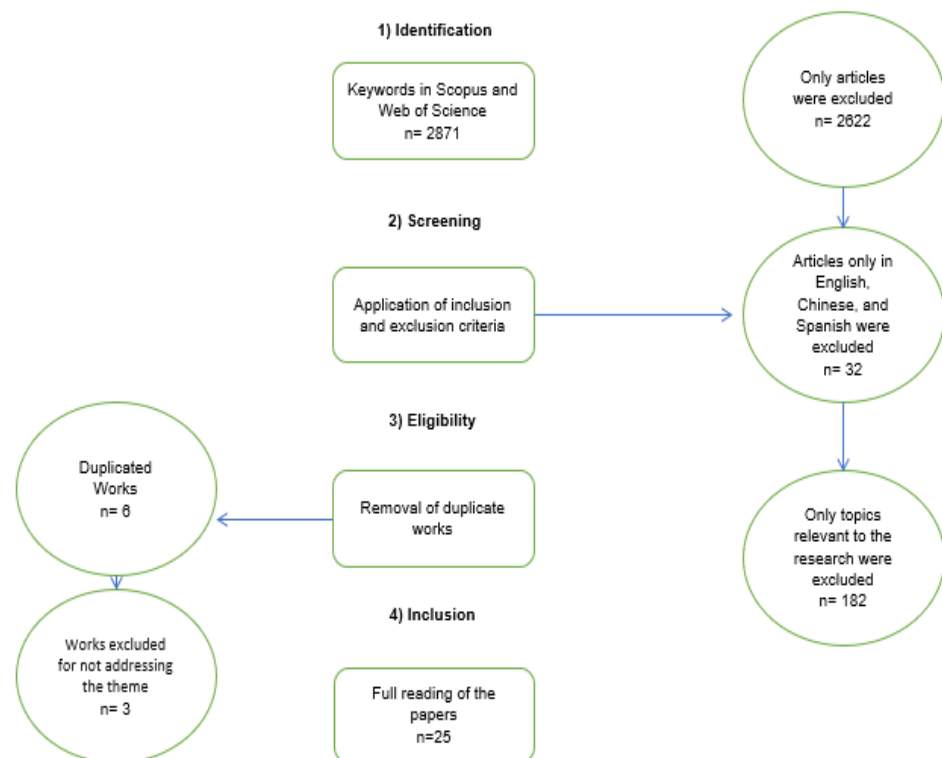 1) Identification
Keywords in Scopus and
Web of Science
n= 2871
Only articles
were excluded
n= 2622
2) Screening
Application of inclusion
and exclusion criteria
Articles only in
English,
Chinese, and
Spanish were
excluded
n= 32
3) Eligibility
Duplicated
Works
n= 6
Removal of duplicate
works
Only topics
relevant to the
research were
excluded
n= 182
4) Inclusion
Works excluded
for not addressing
the theme
n= 3
Full reading of the
papers
n=25